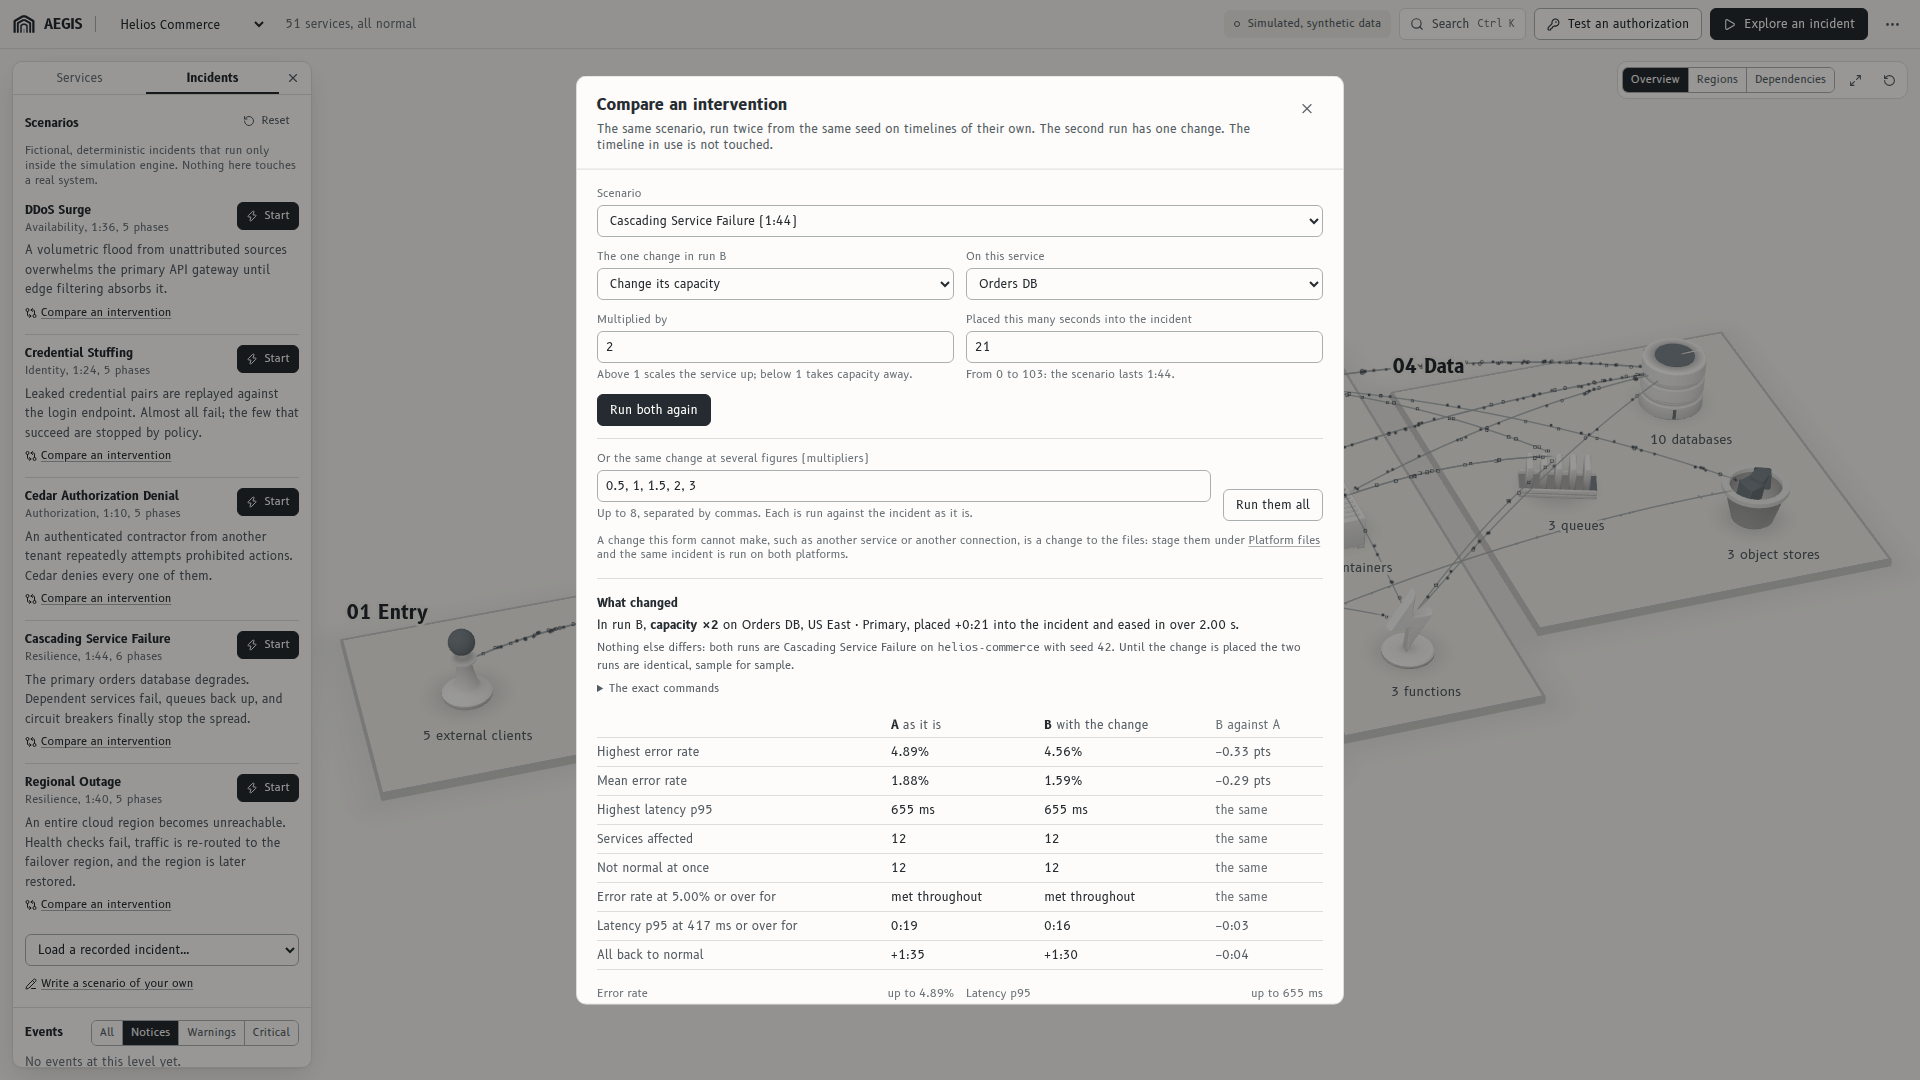 AEGIS
Helios Commerce
51 services, all normal
Simulated, synthetic data
Search Ctrl K
Test an authorization
Explore an incident
Services
Incidents
Scenarios
Reset
Fictional, deterministic incidents that run only
inside the simulation engine. Nothing here touches
a real system.
DDoS Surge
Availability, 1:36, 5 phases
Start
A volumetric flood from unattributed sources
overwhelms the primary API gateway until
edge filtering absorbs it.
Compare an intervention
Credential Stuffing
Identity, 1:24, 5 phases
Start
Leaked credential pairs are replayed against
the login endpoint. Almost all fail; the few that
succeed are stopped by policy.
Compare an intervention
Cedar Authorization Denial
Authorization, 1:10, 5 phases
Start
An authenticated contractor from another
tenant repeatedly attempts prohibited actions.
Cedar denies every one of them.
Compare an intervention
Cascading Service Failure
Resilience, 1:44, 6 phases
Start
The primary orders database degrades.
Dependent services fail, queues back up, and
circuit breakers finally stop the spread.
Compare an intervention
Regional Outage
Resilience, 1:40, 5 phases
Start
An entire cloud region becomes unreachable.
Health checks fail, traffic is re-routed to the
failover region, and the region is later
restored.
Compare an intervention
Load a recorded incident...
Write a scenario of your own
Events
All
Notices
Warnings
Critical
No events at this level yet.
01 Entry
5 external clients
Compare an intervention
The same scenario, run twice from the same seed on timelines of their own. The second run has one change. The
timeline in use is not touched.
Scenario
Cascading Service Failure (1:44)
The one change in run B
On this service
Change its capacity
Orders DB
Multiplied by
Placed this many seconds into the incident
2
21
Above 1 scales the service up; below 1 takes capacity away.
From 0 to 103: the scenario lasts 1:44.
Run both again
Or the same change at several figures (multipliers)
0.5, 1, 1.5, 2, 3
Run them all
Up to 8, separated by commas. Each is run against the incident as it is.
A change this form cannot make, such as another service or another connection, is a change to the files: stage them under Platform files
and the same incident is run on both platforms.
What changed
In run B, capacity ×2 on Orders DB, US East · Primary, placed +0:21 into the incident and eased in over 2.00 s.
Nothing else differs: both runs are Cascading Service Failure on helios-commerce with seed 42. Until the change is placed the two
runs are identical, sample for sample.
The exact commands
A as it is B with the change B against A
Highest error rate 4.89% 4.56% −0.33 pts
Mean error rate 1.88% 1.59% −0.29 pts
Highest latency p95 655 ms 655 ms the same
Services affected 12 12 the same
Not normal at once 12 12 the same
Error rate at 5.00% or over for met throughout met throughout the same
Latency p95 at 417 ms or over for 0:19 0:16 −0:03
All back to normal +1:35 +1:30 −0:04
Error rate up to 4.89% Latency p95 up to 655 ms
Overview
Regions
Dependencies
04 Data
10 databases
3 queues
3 object stores
ntainers
3 functions